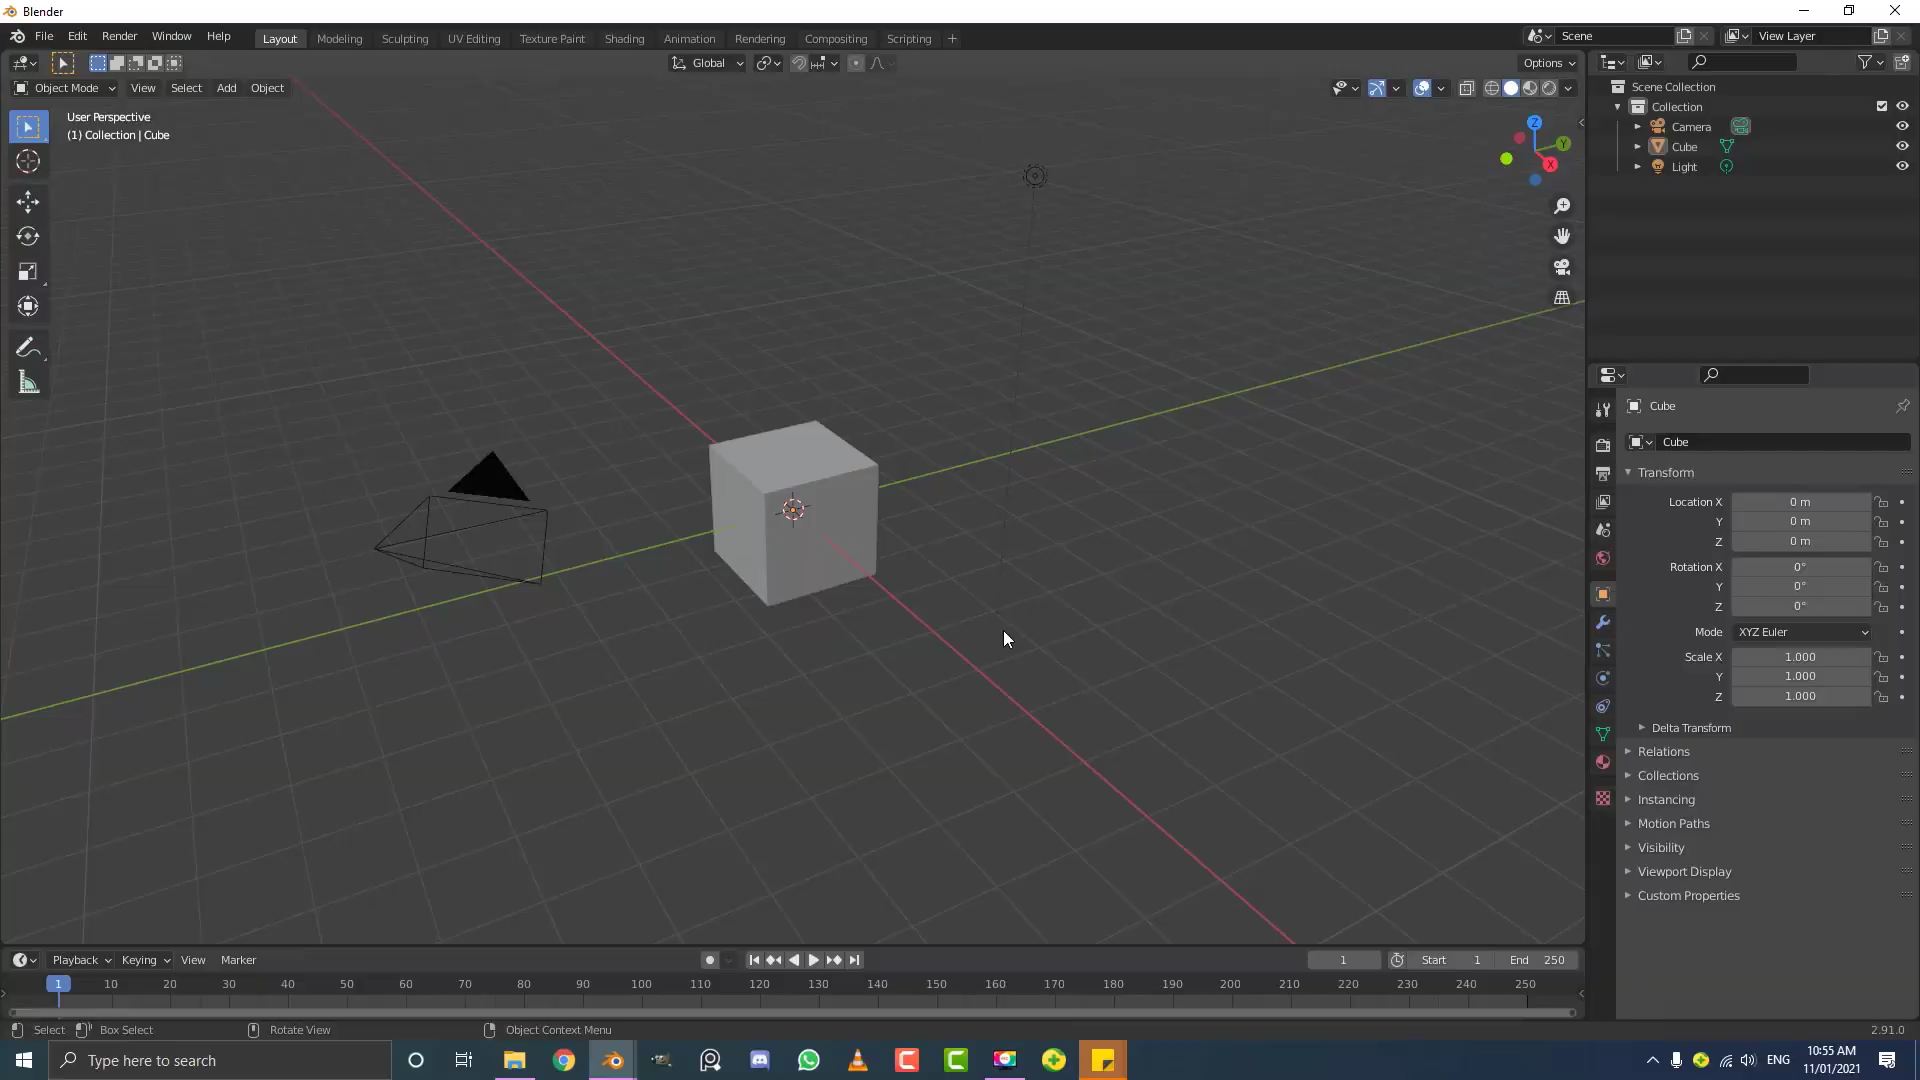 Blender
File Edit Render Window Help Layout Modeling Sculpting UV Editing Texture Paint Shading Animation Rendering Compositing Scripting + Scene View Layer
Global Options
Object Mode View Select Add Object
User Perspective
(1) Collection | Cube
Z
Y
X
Scene Collection
Collection
Camera
Cube
Light
Cube
Cube
Transform
Location X 0 m
Y 0 m
Z 0 m
Rotation X 0°
Y 0°
Z 0°
Mode XYZ Euler
Scale X 1.000
Y 1.000
Z 1.000
Delta Transform
Relations
Collections
Instancing
Motion Paths
Visibility
Viewport Display
Custom Properties
Playback Keying View Marker 1 Start 1 End 250
1 10 20 30 40 50 60 70 80 90 100 110 120 130 140 150 160 170 180 190 200 210 220 230 240 250
Select Box Select Rotate View Object Context Menu 2.91.0
Type here to search ENG
10:55 AM
11/01/2021